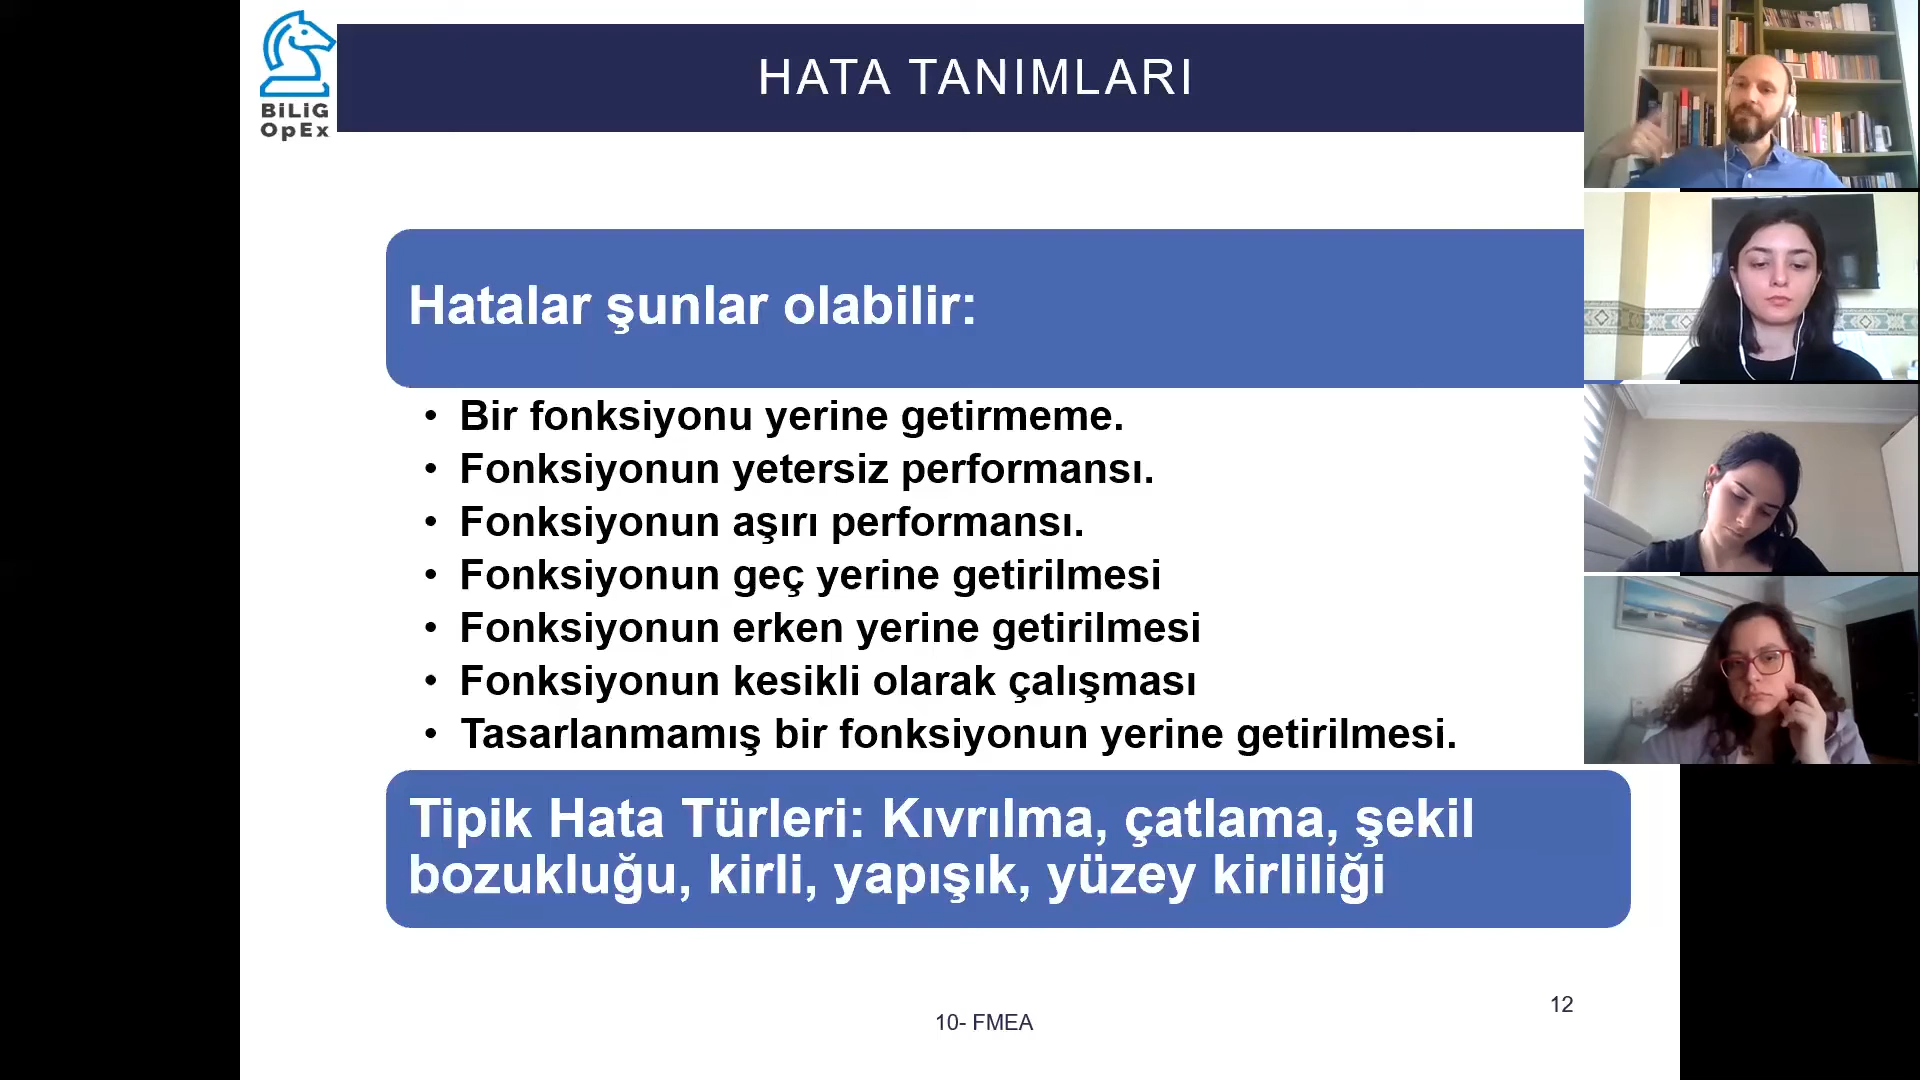 BİLİG
OpEx
HATA TANIMLARI
Hatalar şunlar olabilir:
• Bir fonksiyonu yerine getirmeme.
• Fonksiyonun yetersiz performansı.
• Fonksiyonun aşırı performansı.
• Fonksiyonun geç yerine getirilmesi
• Fonksiyonun erken yerine getirilmesi
• Fonksiyonun kesikli olarak çalışması
• Tasarlanmamış bir fonksiyonun yerine getirilmesi.
Tipik Hata Türleri: Kıvrılma, çatlama, şekil
bozukluğu, kirli, yapışık, yüzey kirliliği
12
10- FMEA